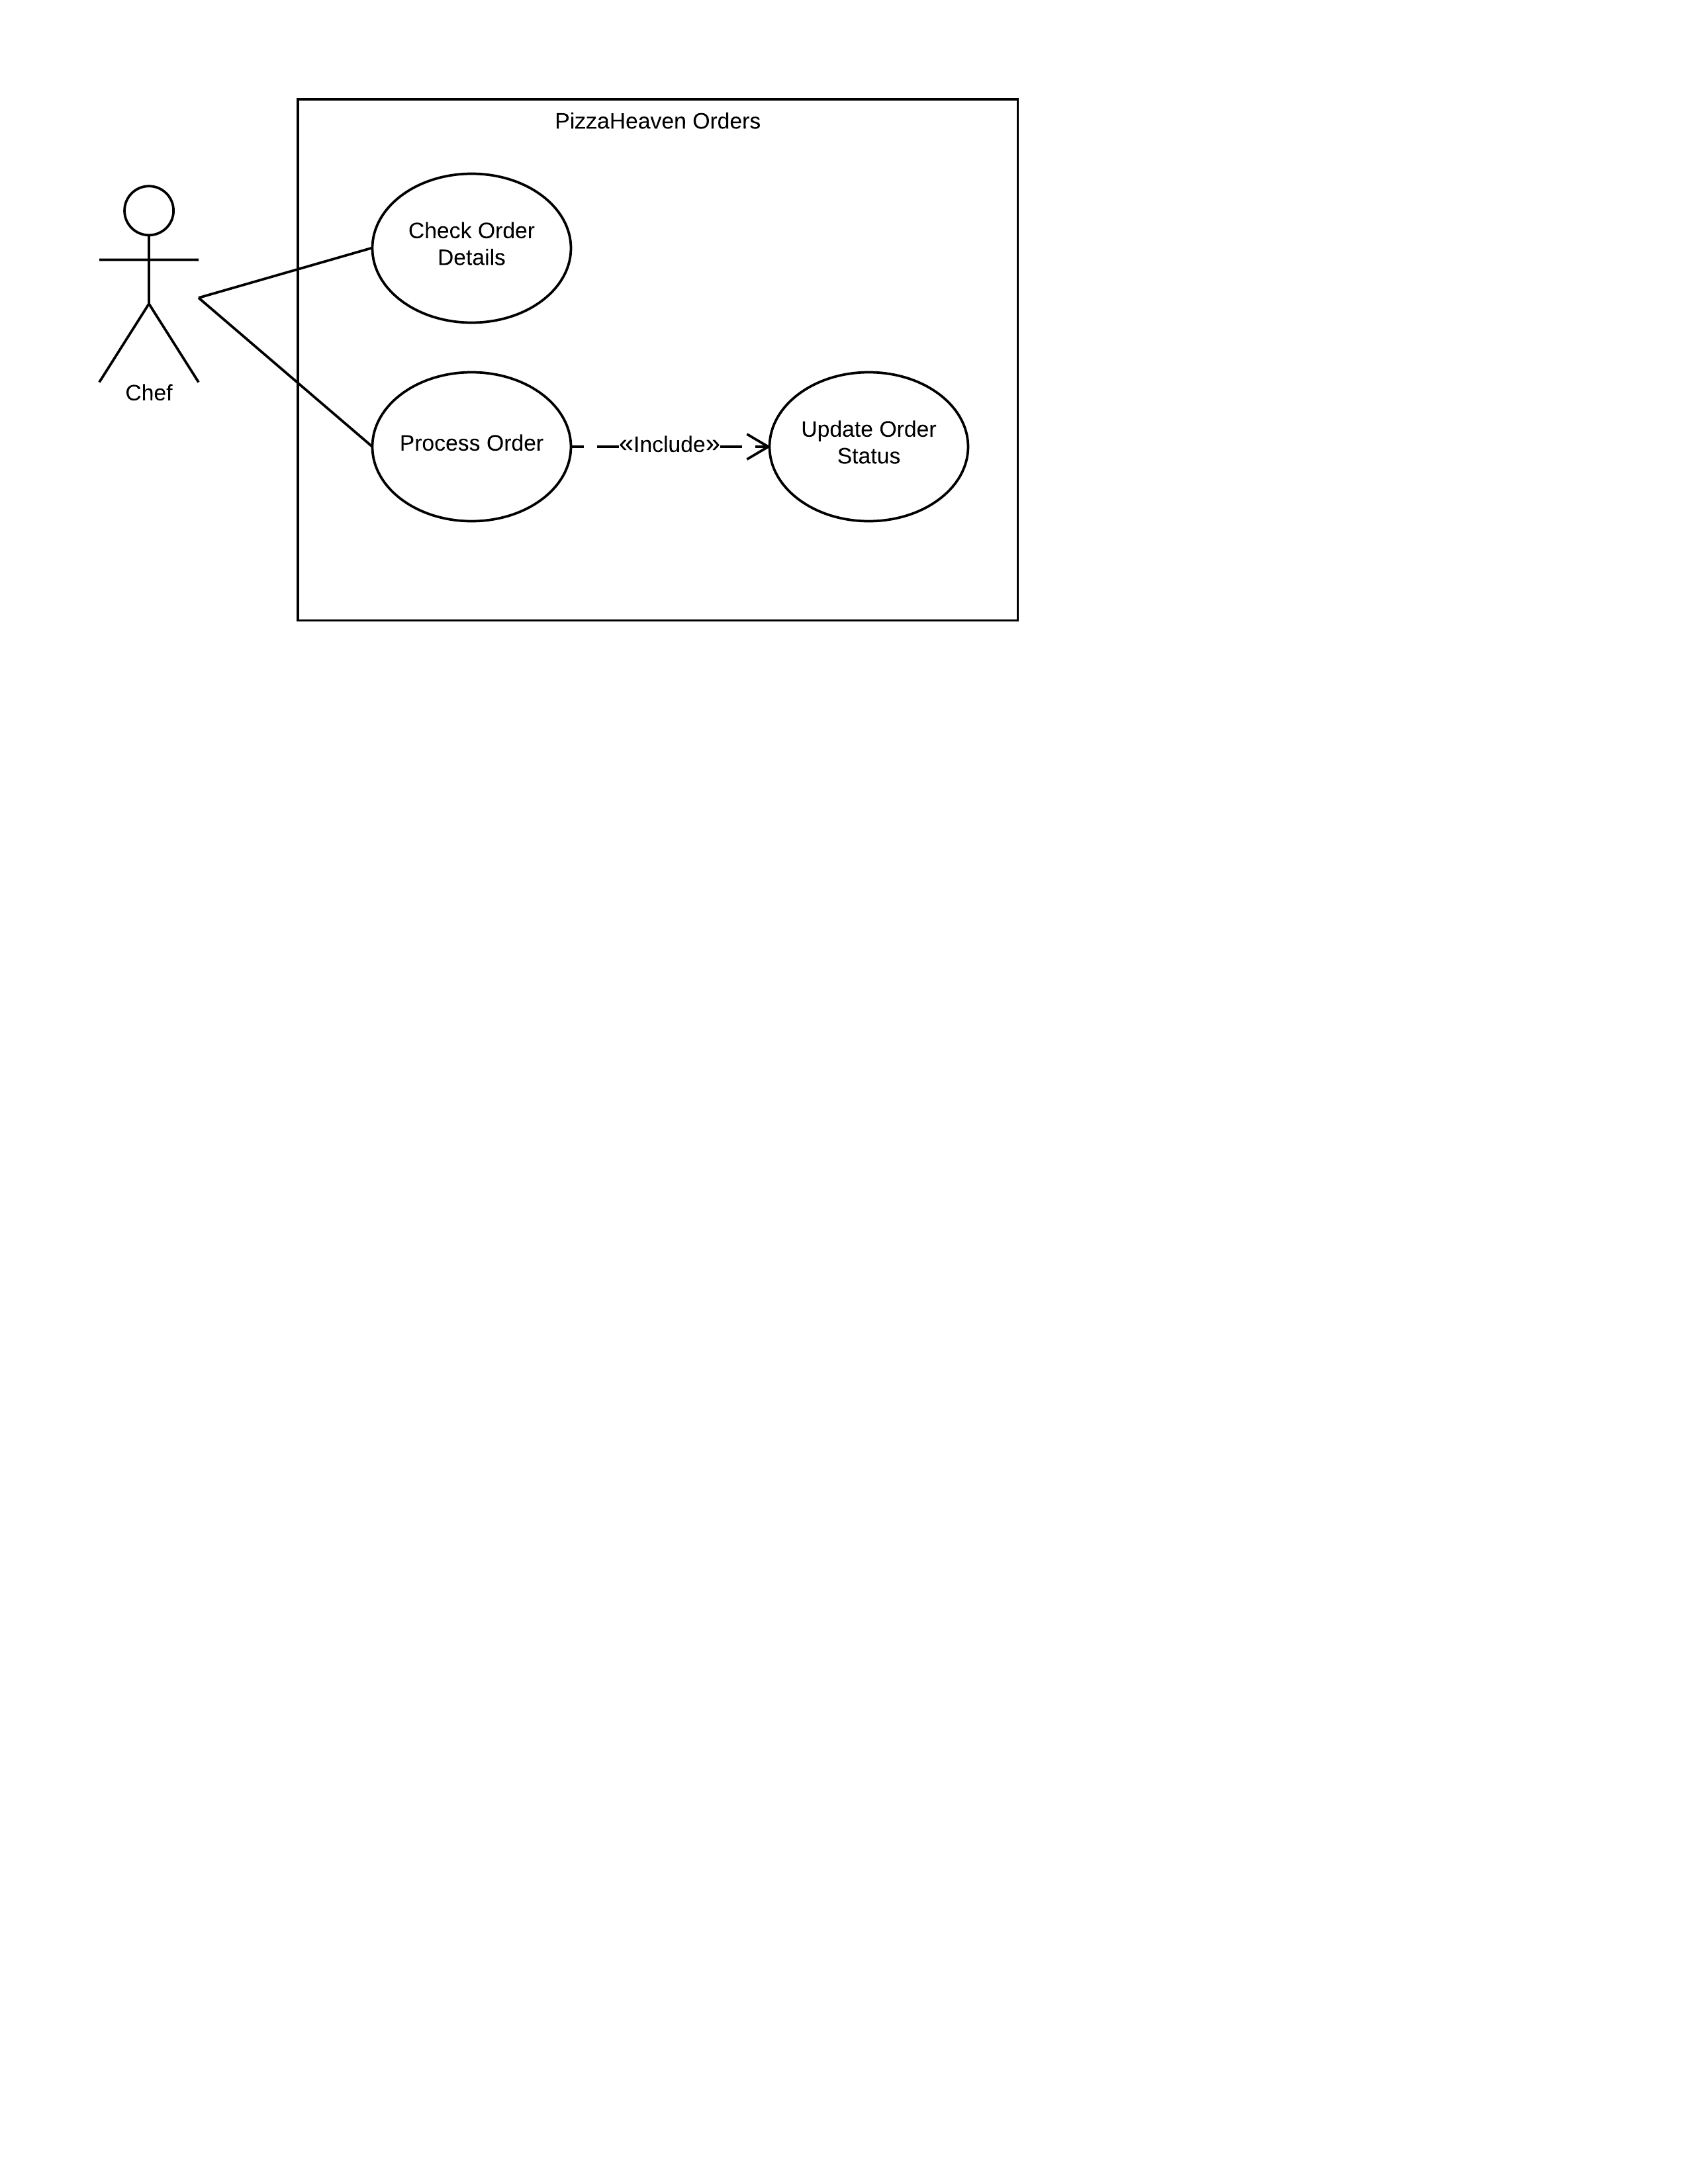 PizzaHeaven Orders
Check Order
Details
Chef
Process Order
«Include»
Update Order
Status